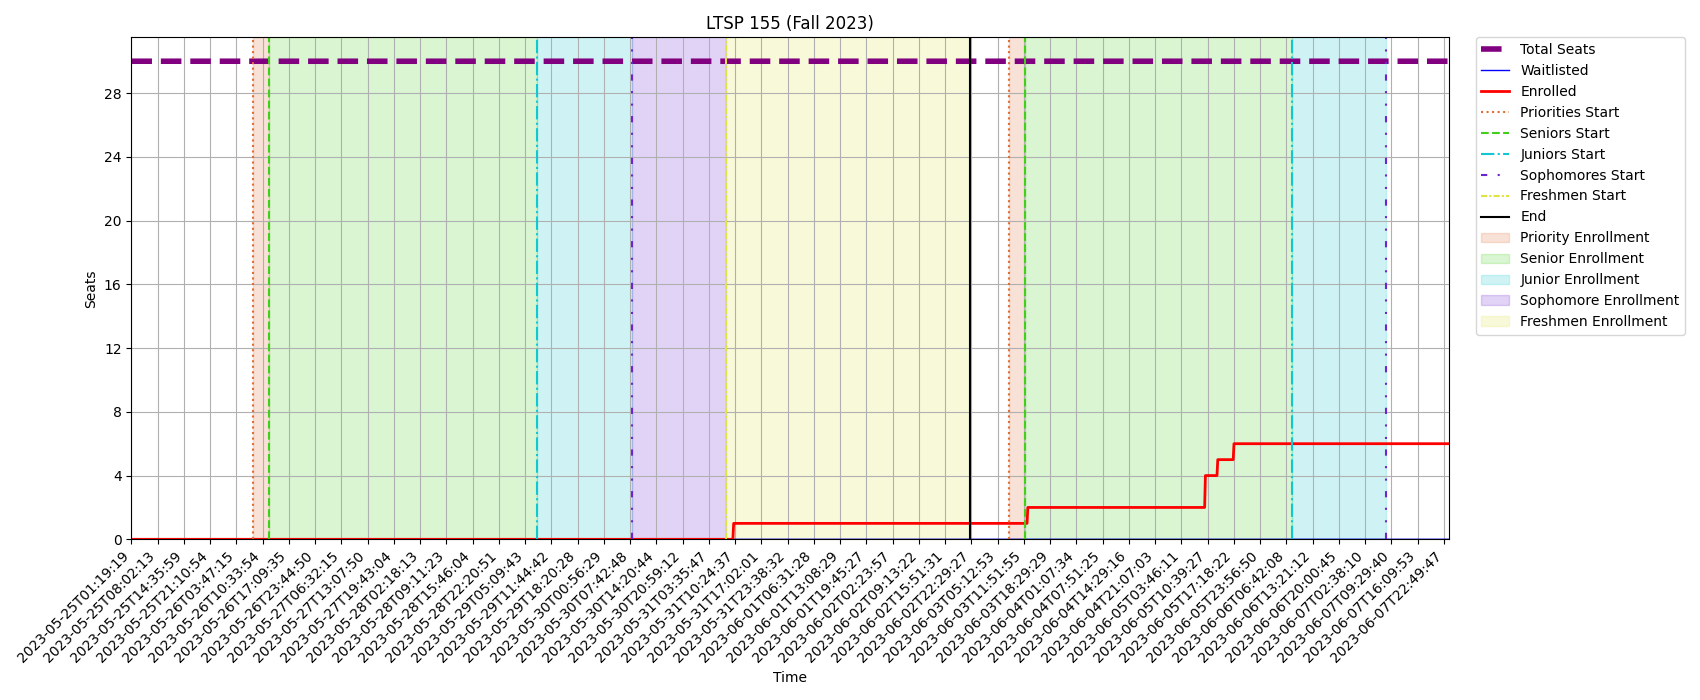 LTSP 155 (Fall 2023)
Seats
28
24
20
16
12
8
4
0
2023-05-25T01:19:19
2023-05-25T08:02:13
2023-05-25T14:35:59
2023-05-25T21:10:54
2023-05-26T03:47:15
2023-05-26T10:33:54
2023-05-26T17:09:35
2023-05-26T23:44:50
2023-05-27T06:32:15
2023-05-27T13:07:50
2023-05-27T19:43:04
2023-05-28T02:18:13
2023-05-28T09:11:23
2023-05-28T15:46:04
2023-05-28T22:20:51
2023-05-29T05:09:43
2023-05-29T11:44:42
2023-05-29T18:20:28
2023-05-30T00:56:29
2023-05-30T07:42:48
2023-05-30T14:20:44
2023-05-30T20:59:12
2023-05-31T03:35:47
2023-05-31T10:24:37
2023-05-31T17:02:01
2023-05-31T23:38:32
2023-06-01T06:31:28
2023-06-01T13:08:29
2023-06-01T19:45:27
2023-06-02T02:23:57
2023-06-02T09:13:22
2023-06-02T15:51:31
2023-06-02T22:29:27
2023-06-03T05:12:53
2023-06-03T11:51:55
2023-06-03T18:29:29
2023-06-04T01:07:34
2023-06-04T07:51:25
2023-06-04T14:29:16
2023-06-04T21:07:03
2023-06-05T03:46:11
2023-06-05T10:39:27
2023-06-05T17:18:22
2023-06-05T23:56:50
2023-06-06T06:42:08
2023-06-06T13:21:12
2023-06-06T20:00:45
2023-06-07T02:38:10
2023-06-07T09:29:40
2023-06-07T16:09:53
2023-06-07T22:49:47
Time
Total Seats
Waitlisted
Enrolled
Priorities Start
Seniors Start
Juniors Start
Sophomores Start
Freshmen Start
End
Priority Enrollment
Senior Enrollment
Junior Enrollment
Sophomore Enrollment
Freshmen Enrollment